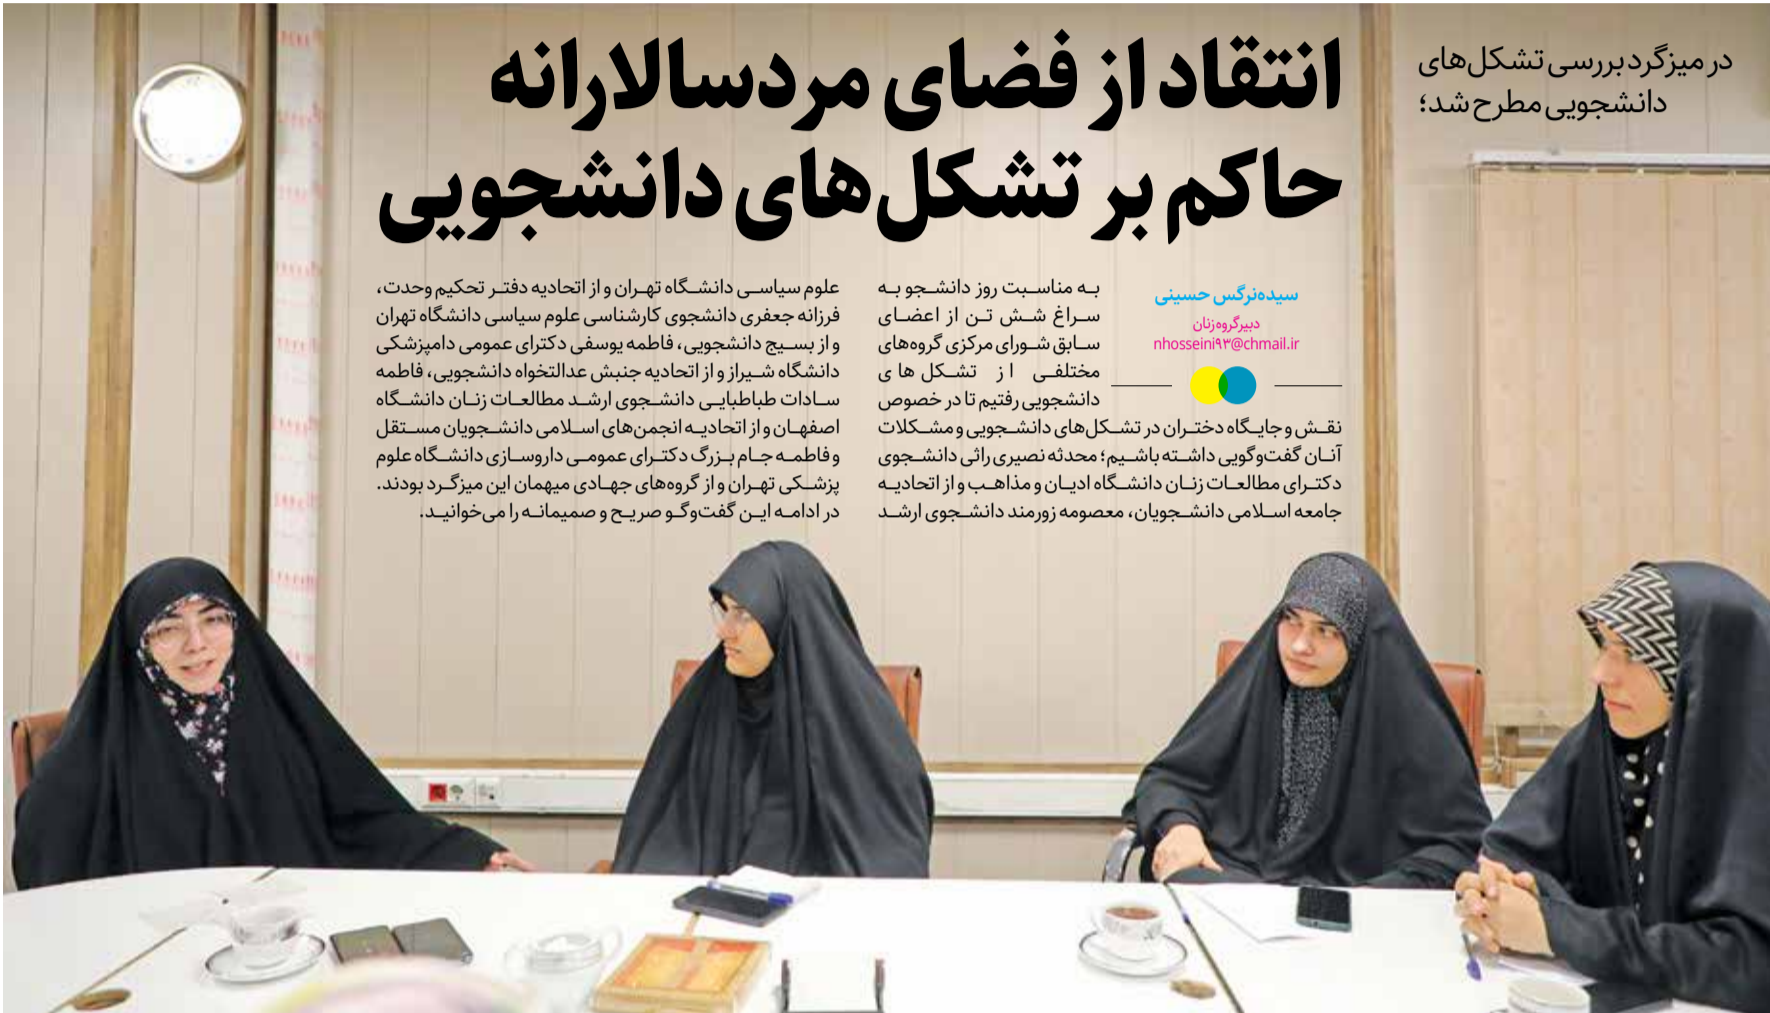 در میزگرد بررسی تشکل‌های
دانشجویی مطرح شد؛
انتقاد از فضای مردسالارانه
حاکم بر تشکل‌های دانشجویی
سیده‌نرگس حسینی
دبیر گروه زنان
nhosseini۹۳@chmail.ir
به مناسبت روز دانشجو به
سراغ شش تن از اعضای
سابق شورای مرکزی گروه‌های
مختلفی از تشکل‌های
دانشجویی رفتیم تا در خصوص
نقش و جایگاه دختران در تشکل‌های دانشجویی و مشکلات
آنان گفت‌وگویی داشته باشیم؛ محدثه نصیری راثی دانشجوی
دکترای مطالعات زنان دانشگاه ادیان و مذاهب و از اتحادیه
جامعه اسلامی دانشجویان، معصومه زورمند دانشجوی ارشد
علوم سیاسی دانشگاه تهران و از اتحادیه دفتر تحکیم وحدت،
فرزانه جعفری دانشجوی کارشناسی علوم سیاسی دانشگاه تهران
و از بسیج دانشجویی، فاطمه یوسفی دکترای عمومی دامپزشکی
دانشگاه شیراز و از اتحادیه جنبش عدالتخواه دانشجویی، فاطمه
سادات طباطبایی دانشجوی ارشد مطالعات زنان دانشگاه
اصفهان و از اتحادیه انجمن‌های اسلامی دانشجویان مستقل
و فاطمه جام بزرگ دکترای عمومی داروسازی دانشگاه علوم
پزشکی تهران و از گروه‌های جهادی میهمان این میزگرد بودند.
در ادامه این گفت‌وگو صریح و صمیمانه را می‌خوانید.